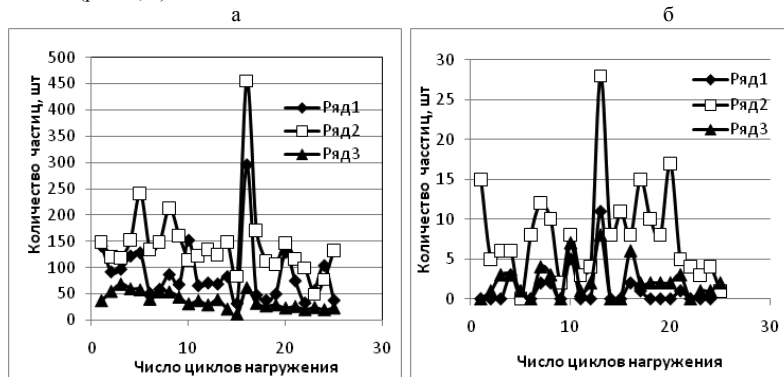 а
б
500
450
400
350
300
250
200
150
100
50
0
0
10
20
30
Количество частиц, шт
Число циклов нагружения
Ряд1
Ряд2
Ряд3
30
25
20
15
10
5
0
0
10
20
30
Количество часстиц, шт
Число циклов нагружения
Ряд1
Ряд2
Ряд3